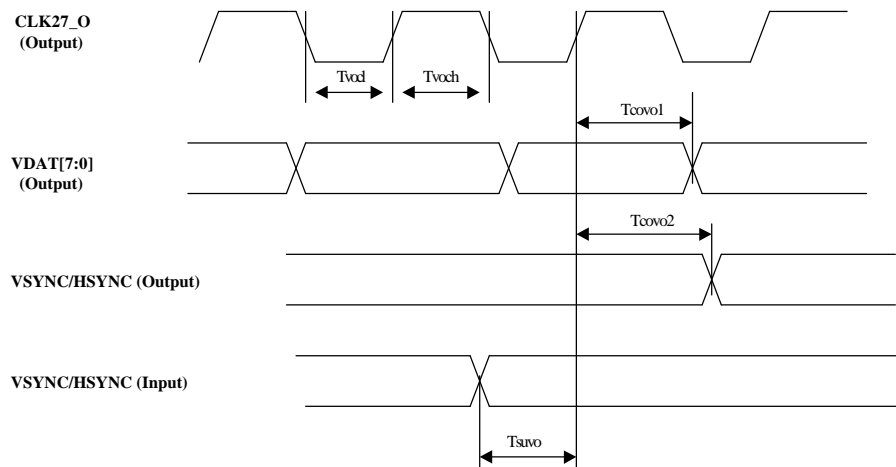 CLK27_O
(Output)
Tvocl
Tvoch
Tcovo1
VDAT[7:0]
(Output)
Tcovo2
VSYNC/HSYNC (Output)
VSYNC/HSYNC (Input)
Tsuvo